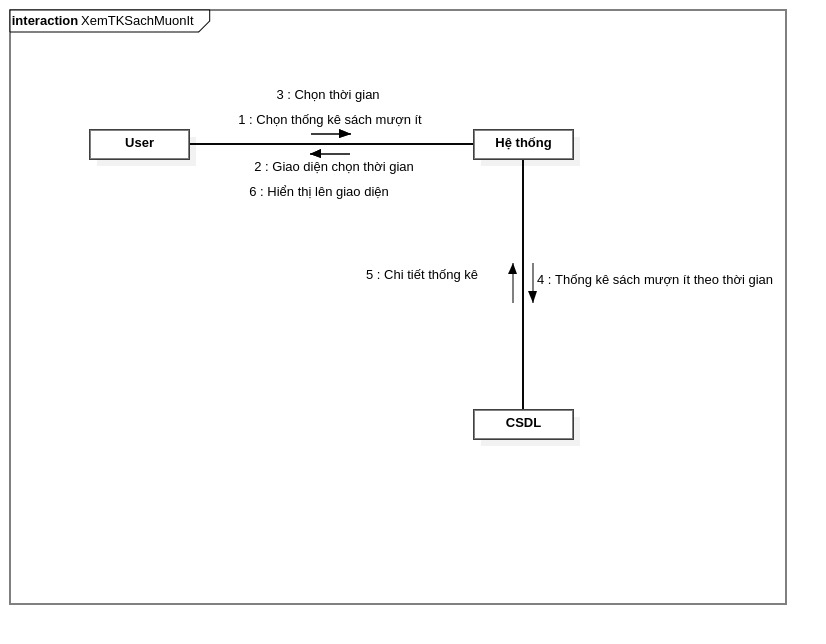 interaction XemTKSachMuonIt
3 : Chọn thời gian
1 : Chọn thống kê sách mượn ít
User
Hệ thống
2 : Giao diện chọn thời gian
6 : Hiển thị lên giao diện
5 : Chi tiết thống kê
4 : Thống kê sách mượn ít theo thời gian
CSDL